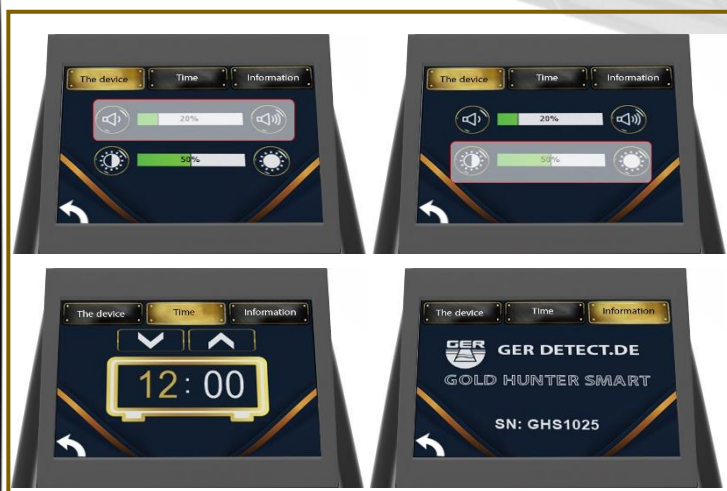 The device Time Information
20%
50%
The device Time Information
20%
50%
The device Time Information
12:00
The device Time Information
GER
GER DETECT.DE
GOLD HUNTER SMART
SN: GHS1025